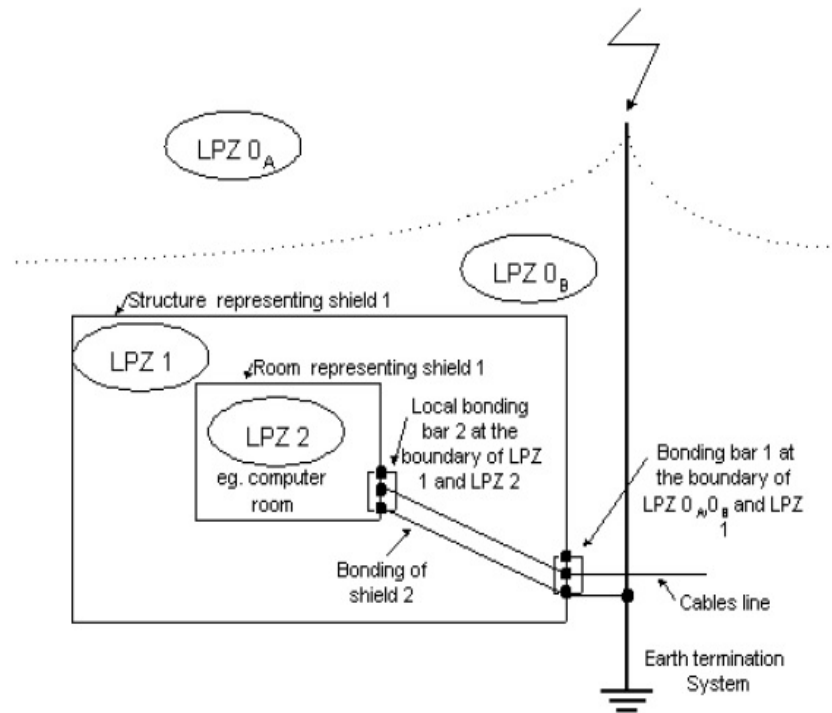 LPZ 0A
LPZ 0B
Structure representing shield 1
LPZ 1
Room representing shield 1
LPZ 2
eg. computer
room
Local bonding
bar 2 at the
boundary of LPZ
1 and LPZ 2
Bonding bar 1 at
the boundary of
LPZ 0A,0B and LPZ
1
Bonding of
shield 2
Cables line
Earth termination
System